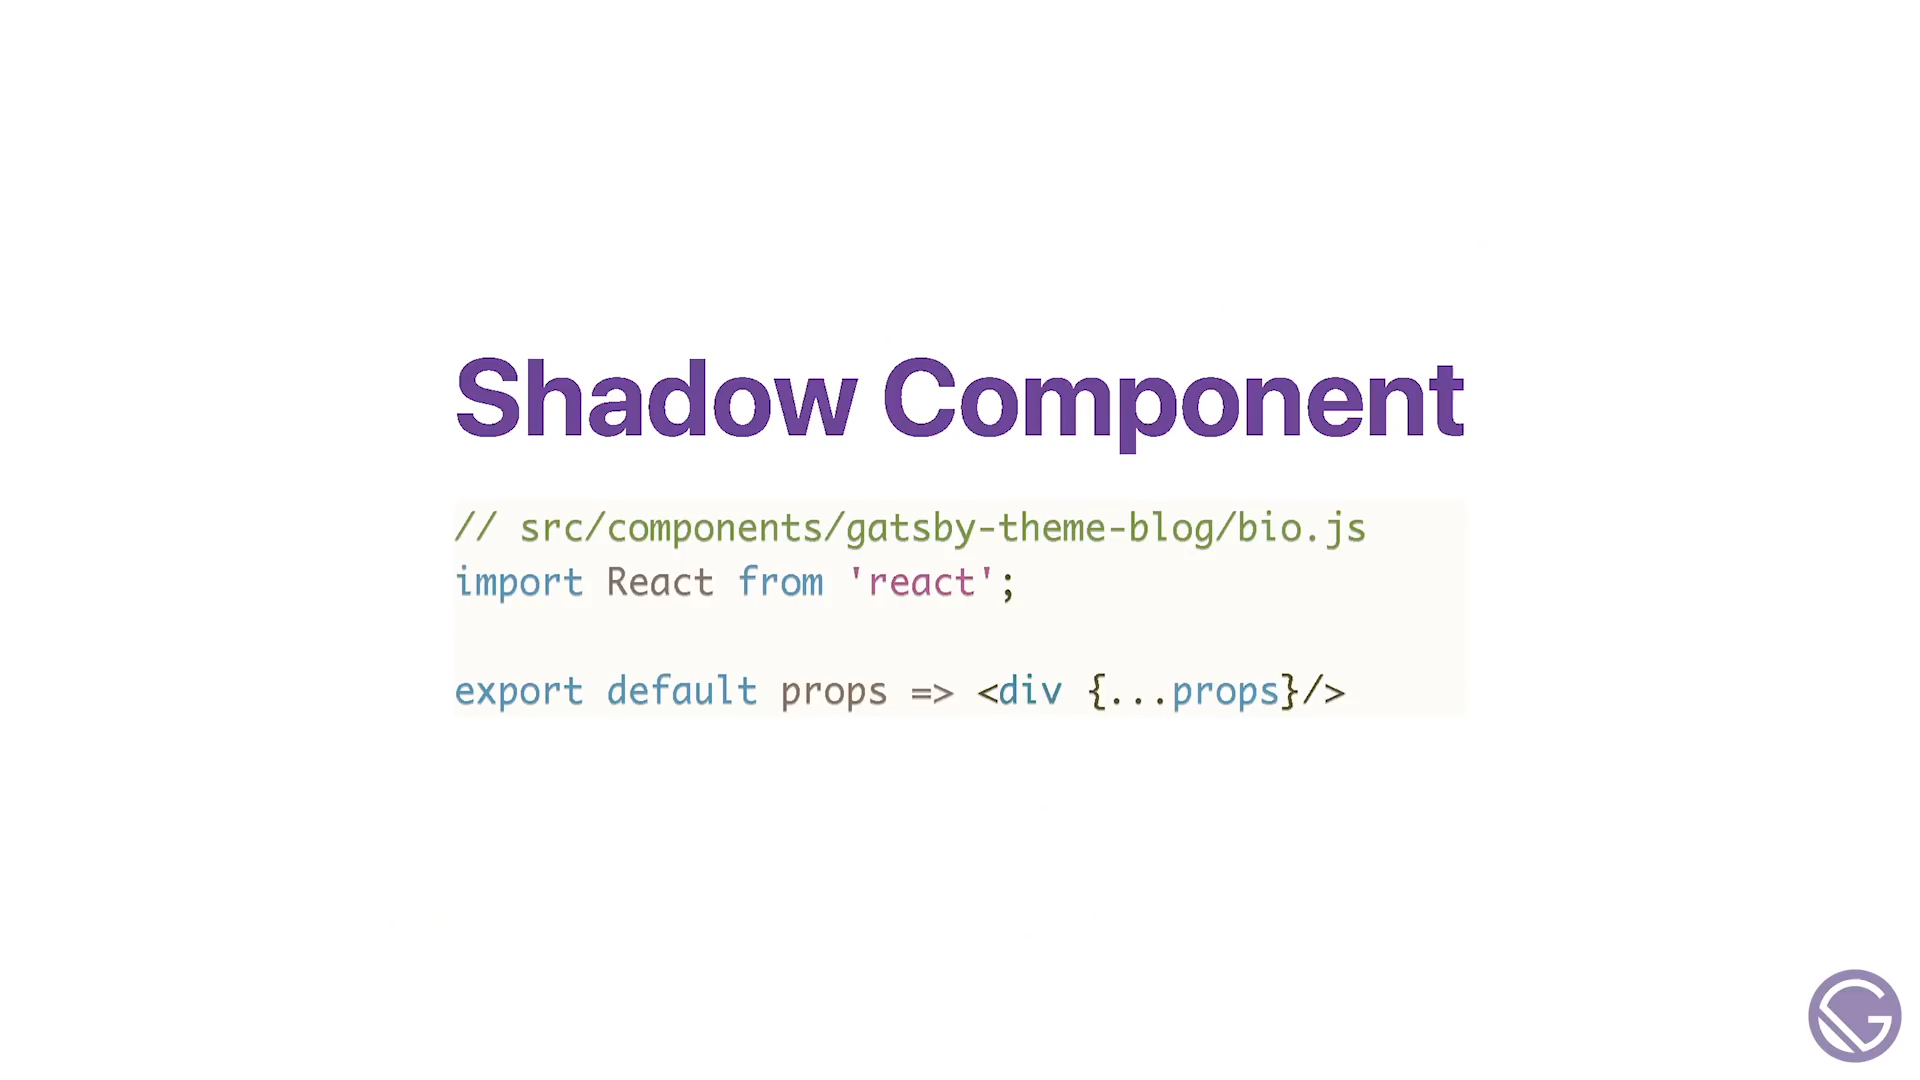 Shadow Component
// src/components/gatsby-theme-blog/bio.js
import React from 'react';
export default props => <div {...props}/>